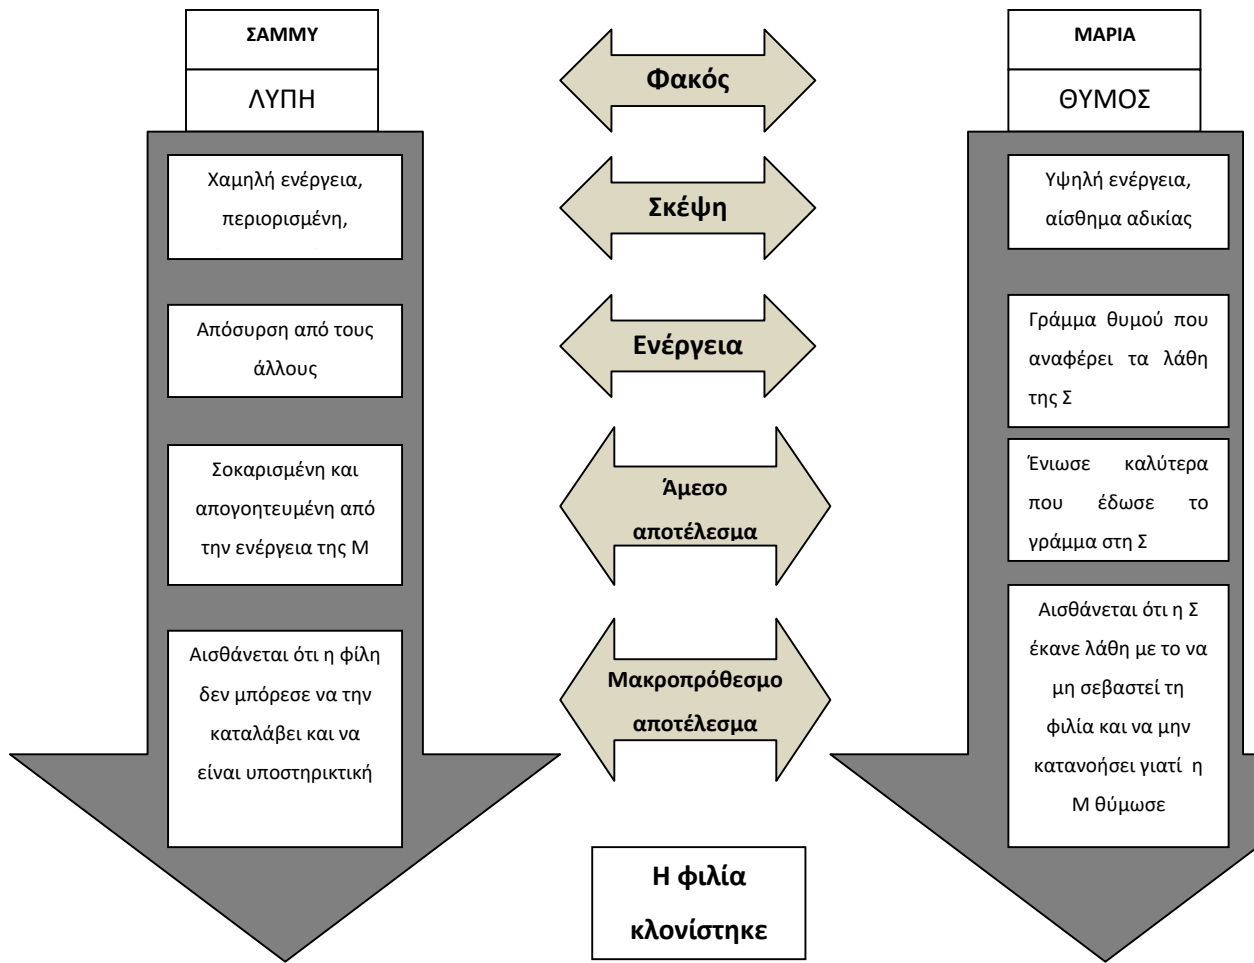 ΣΑΜΜΥ
ΛΥΠΗ
Χαμηλή ενέργεια,
περιορισμένη,
Απόσυρση από τους
άλλους
Σοκαρισμένη και
απογοητευμένη από
την ενέργεια της Μ
Αισθάνεται ότι η φίλη
δεν μπόρεσε να την
καταλάβει και να
είναι υποστηρικτική
Φακός
Σκέψη
Ενέργεια
Άμεσο
αποτέλεσμα
Μακροπρόθεσμο
αποτέλεσμα
Η φιλία
κλονίστηκε
ΜΑΡΙΑ
ΘΥΜΟΣ
Υψηλή ενέργεια,
αίσθημα αδικίας
Γράμμα θυμού που
αναφέρει τα λάθη
της Σ
Ένιωσε καλύτερα
που έδωσε το
γράμμα στη Σ
Αισθάνεται ότι η Σ
έκανε λάθη με το να
μη σεβαστεί τη
φιλία και να μην
κατανοήσει γιατί η
Μ θύμωσε